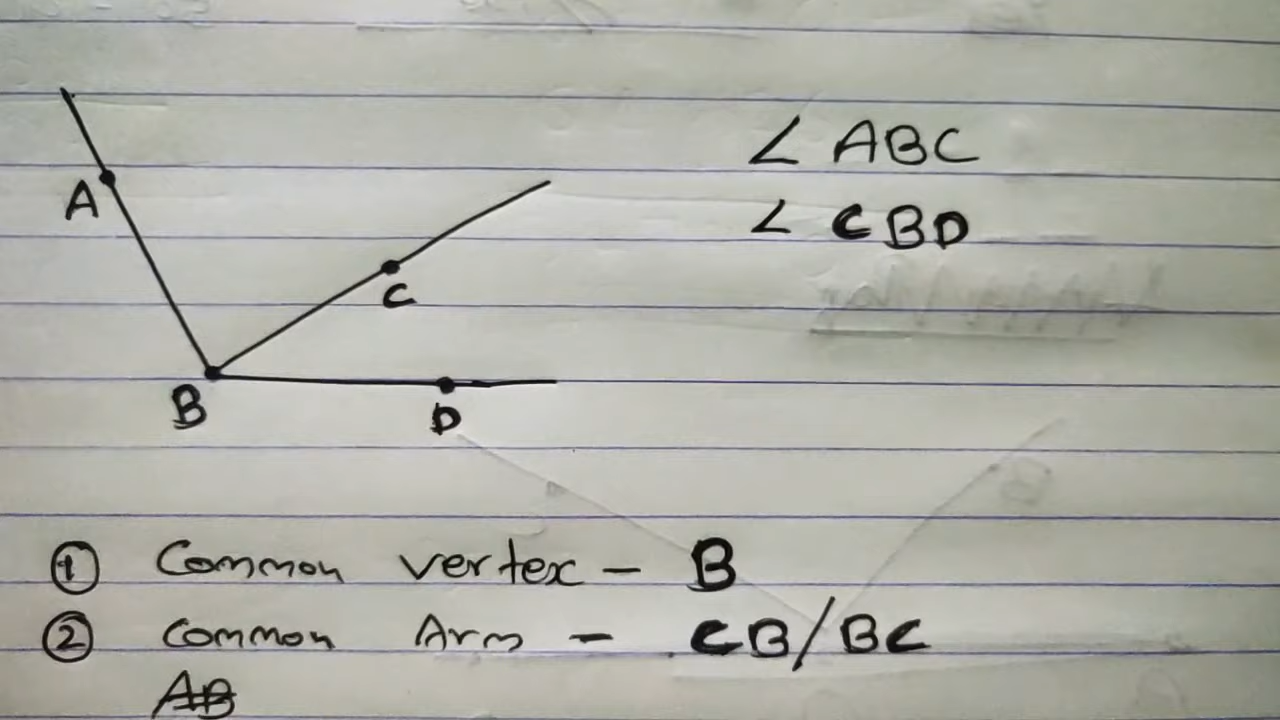 ∠ ABC
∠ CBD
A
C
B
D
① Common vertex - B
② Common Arm - CB/BC
AB